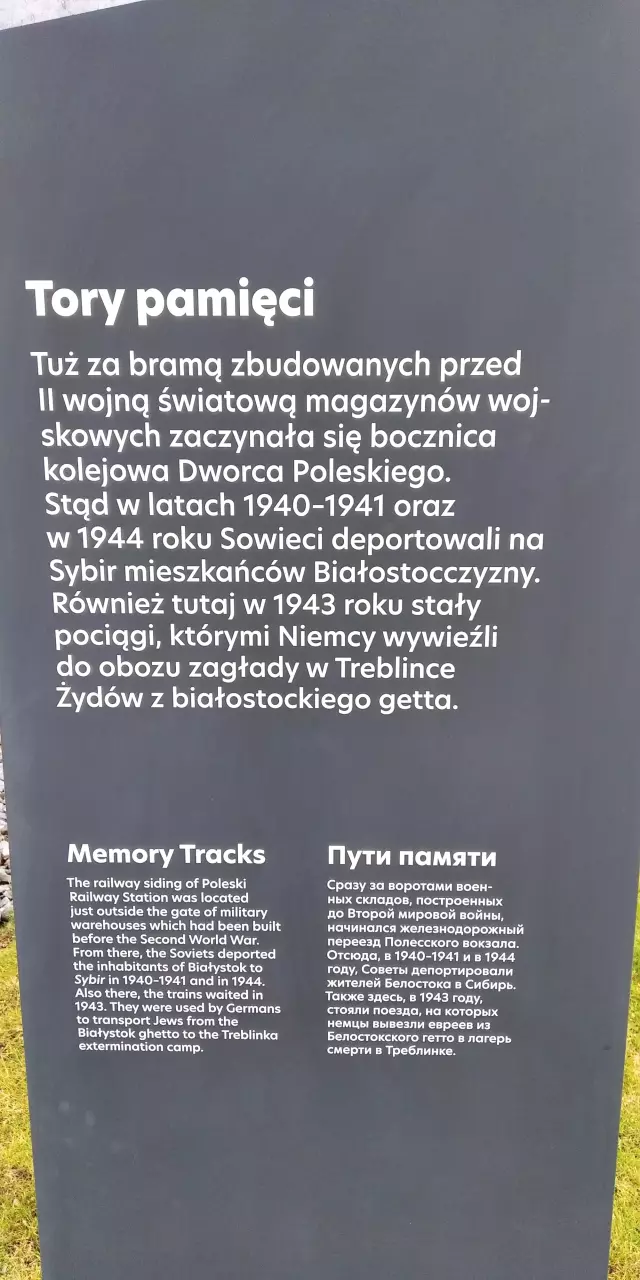 Tory pamięci
Tuż za bramą zbudowanych przed
II wojną światową magazynów woj-
skowych zaczynała się bocznica
kolejowa Dworca Poleskiego.
Stąd w latach 1940–1941 oraz
w 1944 roku Sowieci deportowali na
Sybir mieszkańców Białostocczyzny.
Również tutaj w 1943 roku stały
pociągi, którymi Niemcy wywieźli
do obozu zagłady w Treblince
Żydów z białostockiego getta.
Memory Tracks
The railway siding of Poleski
Railway Station was located
just outside the gate of military
warehouses which had been built
before the Second World War.
From there, the Soviets deported
the inhabitants of Białystok to
Sybir in 1940–1941 and in 1944.
Also there, the trains waited in
1943. They were used by Germans
to transport Jews from the
Białystok ghetto to the Treblinka
extermination camp.
Пути памяти
Сразу за воротами воен-
ных складов, построенных
до Второй мировой войны,
начинался железнодорожный
переезд Полесского вокзала.
Отсюда, в 1940–1941 и в 1944
году, Советы депортировали
жителей Белостока в Сибирь.
Также здесь, в 1943 году,
стояли поезда, на которых
немцы вывезли евреев из
Белостокского гетто в лагерь
смерти в Треблинке.